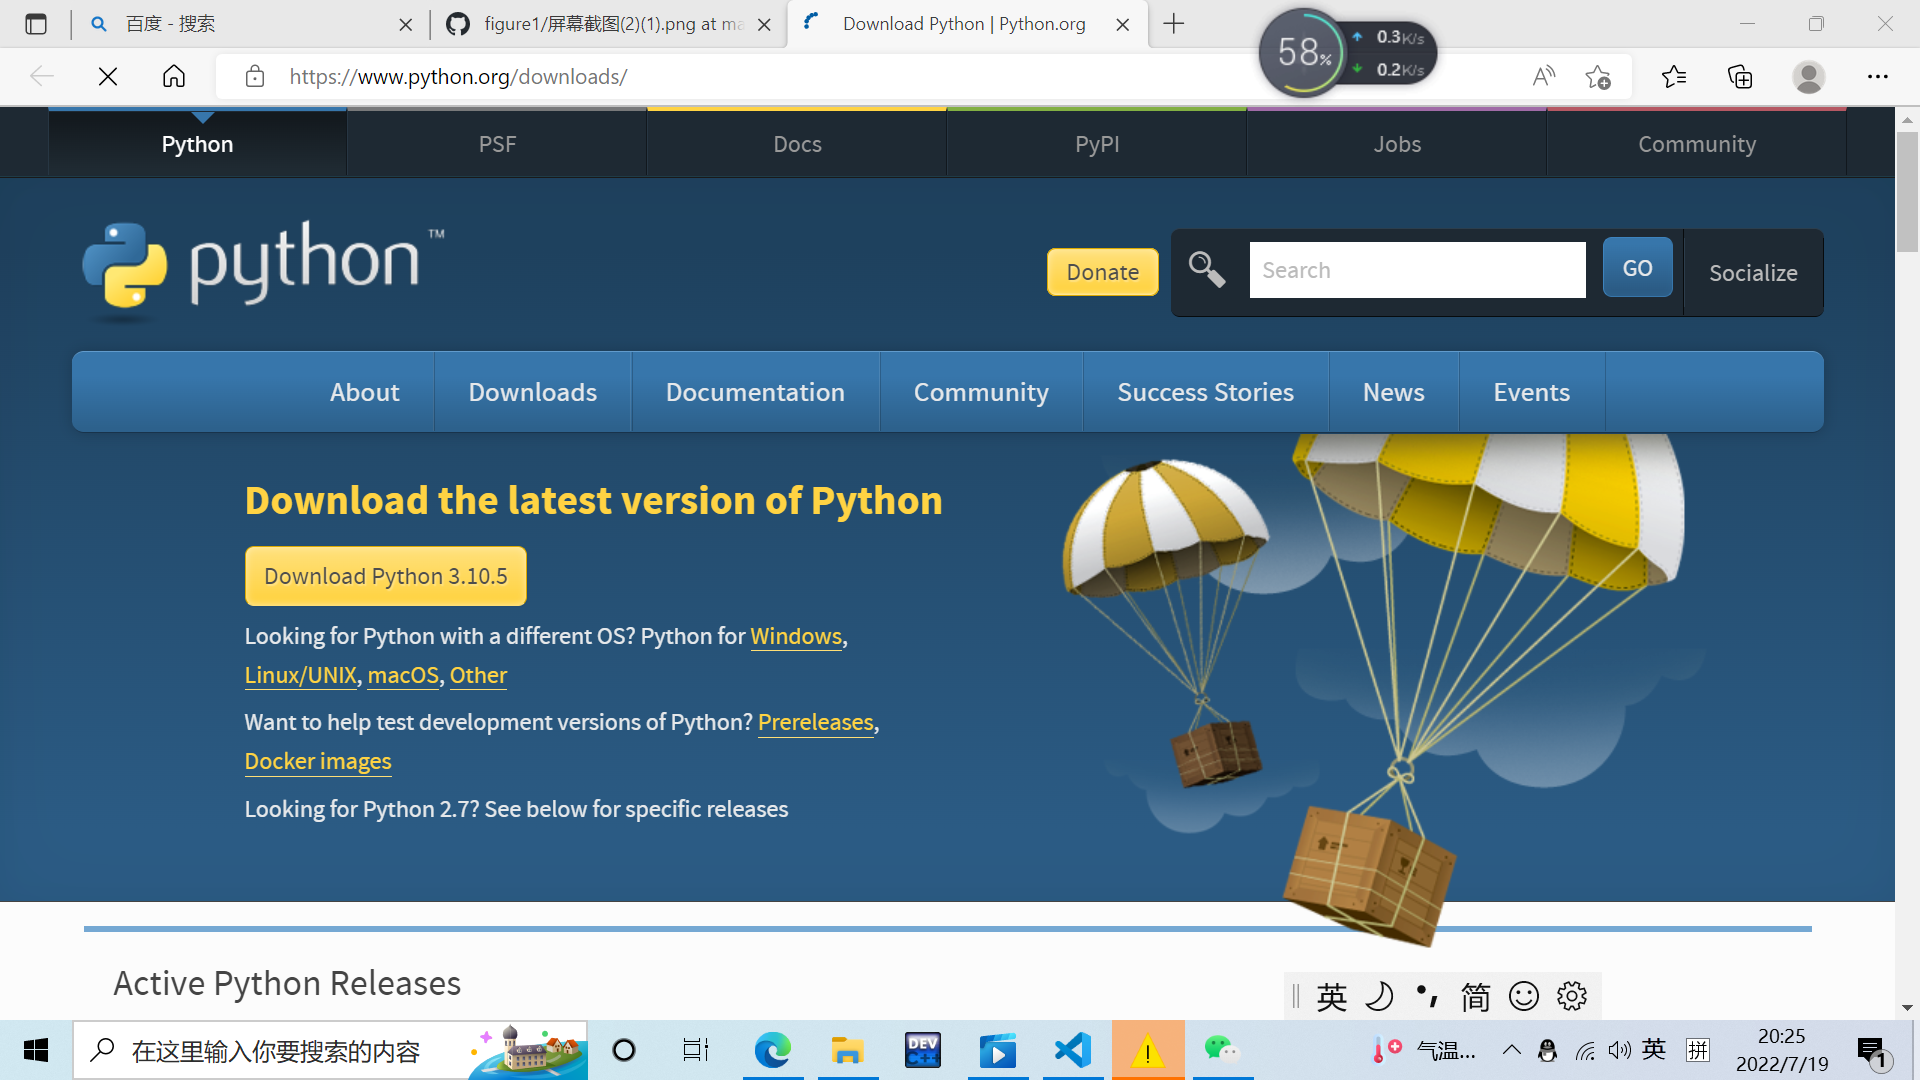 百度 - 搜索
figure1/屏幕截图(2)(1).png at ma
Download Python | Python.org
58%
0.3K/s
0.2K/s
https://www.python.org/downloads/
Python
PSF
Docs
PyPI
Jobs
Community
python™
Donate
Search
GO
Socialize
About
Downloads
Documentation
Community
Success Stories
News
Events
Download the latest version of Python
Download Python 3.10.5
Looking for Python with a different OS? Python for Windows,
Linux/UNIX, macOS, Other
Want to help test development versions of Python? Prereleases,
Docker images
Looking for Python 2.7? See below for specific releases
Active Python Releases
英 简
在这里输入你要搜索的内容
DEV
C++
气温...
英
拼
20:25
2022/7/19
1